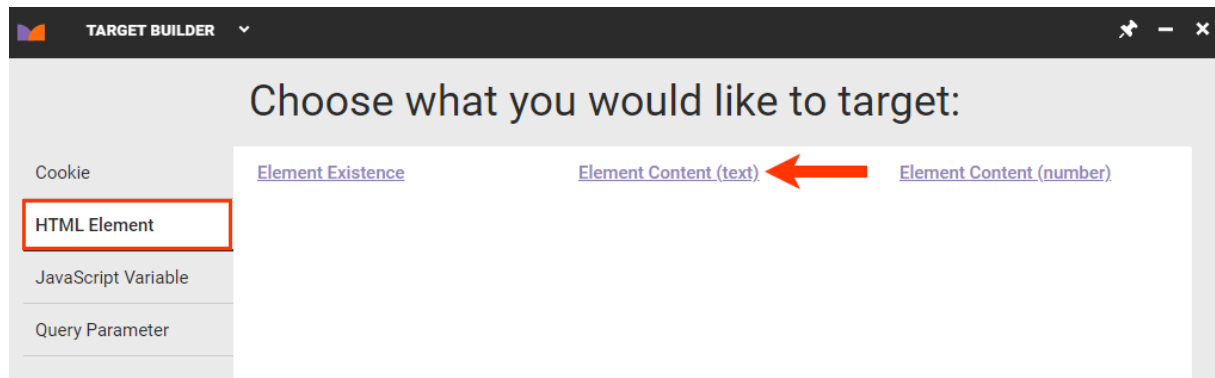 TARGET BUILDER
Choose what you would like to target:
Cookie
HTML Element
JavaScript Variable
Query Parameter
Element Existence
Element Content (text)
Element Content (number)